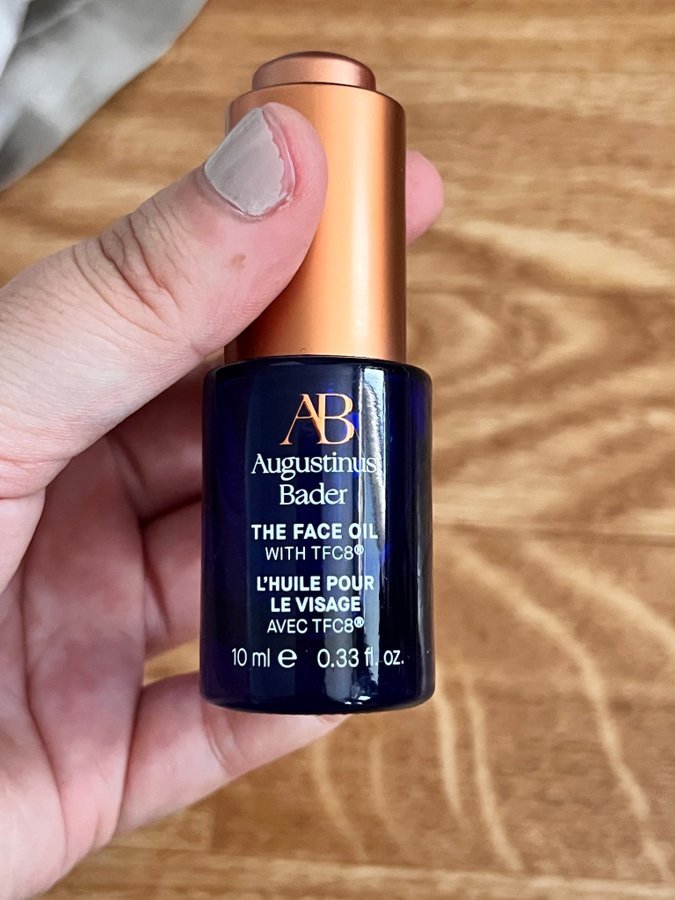 AB
Augustinus
Bader
THE FACE OIL
WITH TFC8®
L'HUILE POUR
LE VISAGE
AVEC TFC8®
10 ml e 0.33 fl. oz.